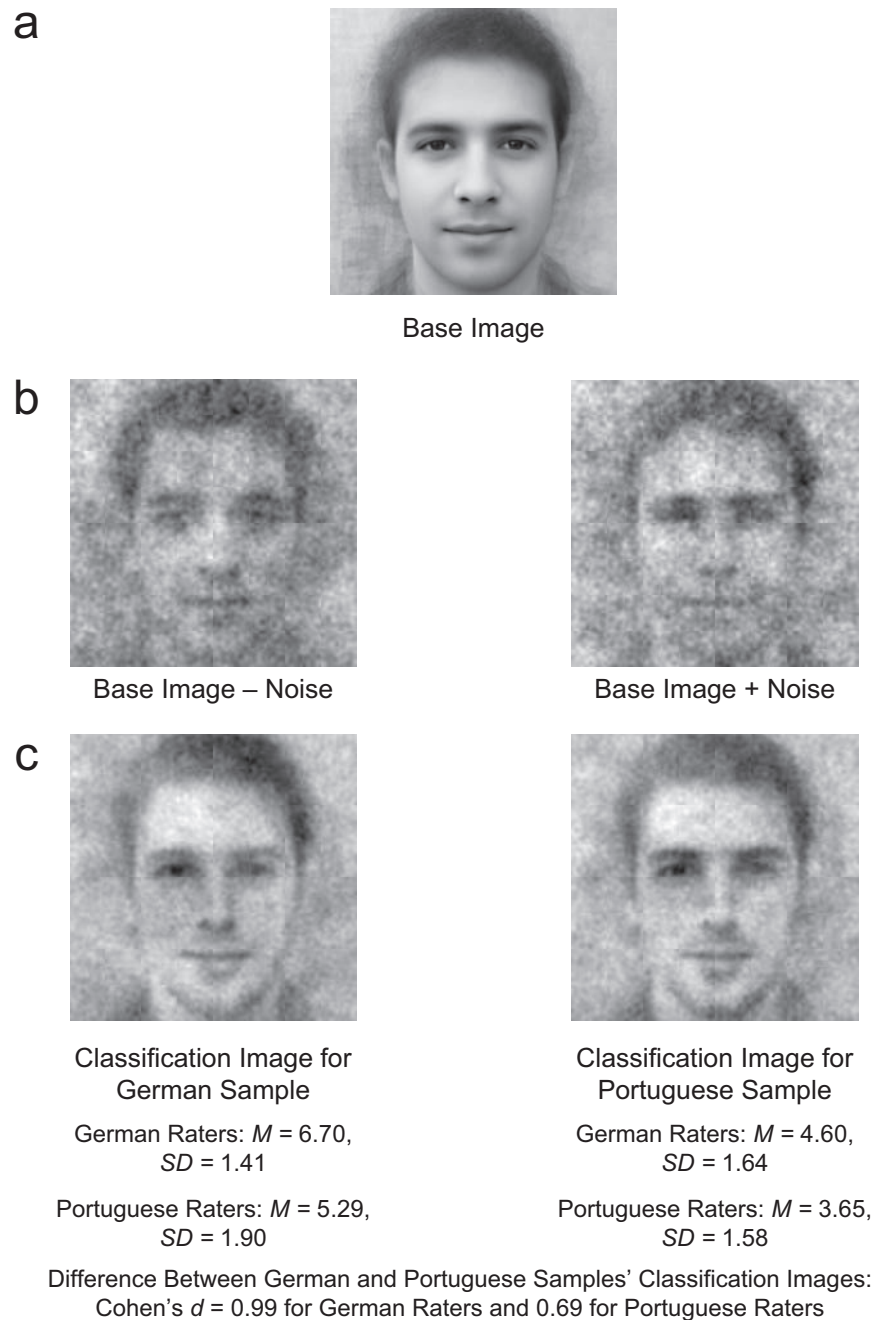 a
Base Image
b
Base Image – Noise
Base Image + Noise
c
Classification Image for
German Sample
German Raters: M = 6.70,
SD = 1.41
Portuguese Raters: M = 5.29,
SD = 1.90
Classification Image for
Portuguese Sample
German Raters: M = 4.60,
SD = 1.64
Portuguese Raters: M = 3.65,
SD = 1.58
Difference Between German and Portuguese Samples’ Classification Images:
Cohen’s d = 0.99 for German Raters and 0.69 for Portuguese Raters